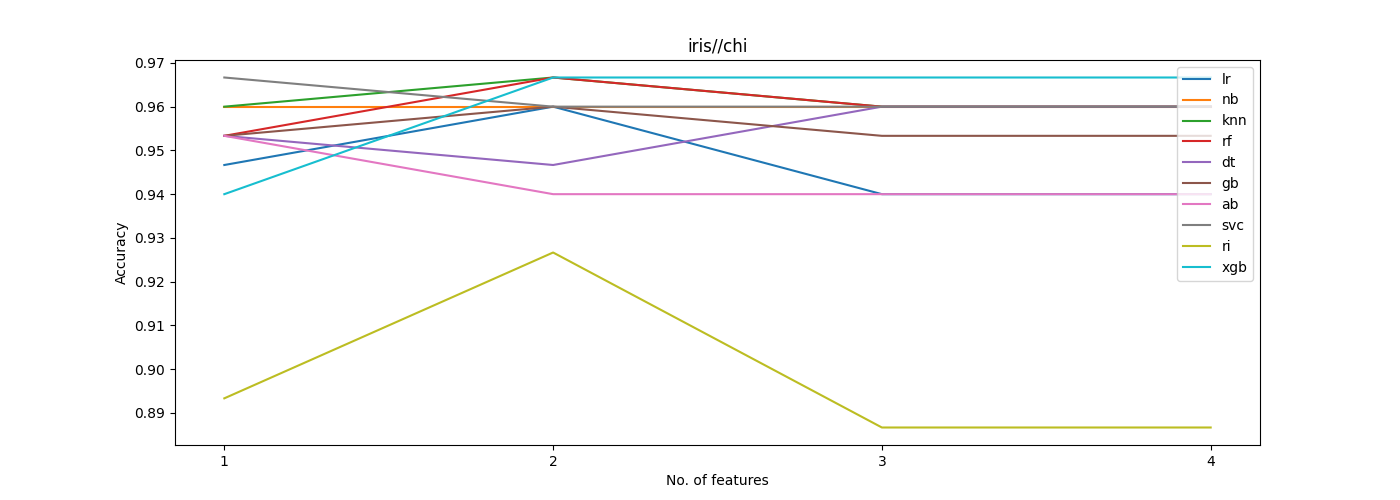 iris//chi
0.97
0.96
0.95
0.94
0.93
0.92
0.91
0.90
0.89
Accuracy
1 2 3 4
No. of features
lr
nb
knn
rf
dt
gb
ab
svc
ri
xgb